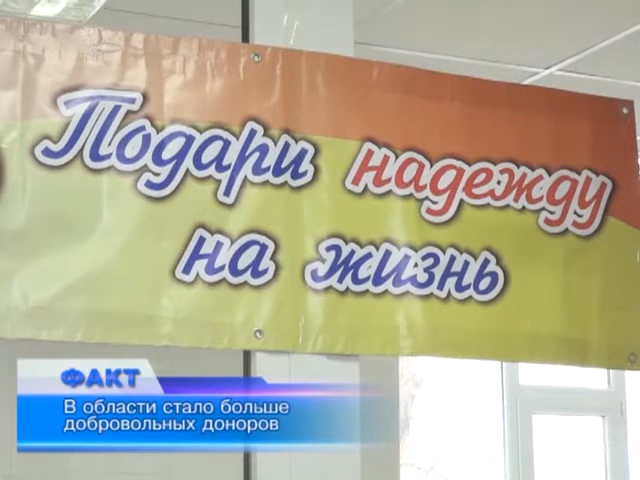 Подари надежду
на жизнь
ФАКТ
В области стало больше
добровольных доноров